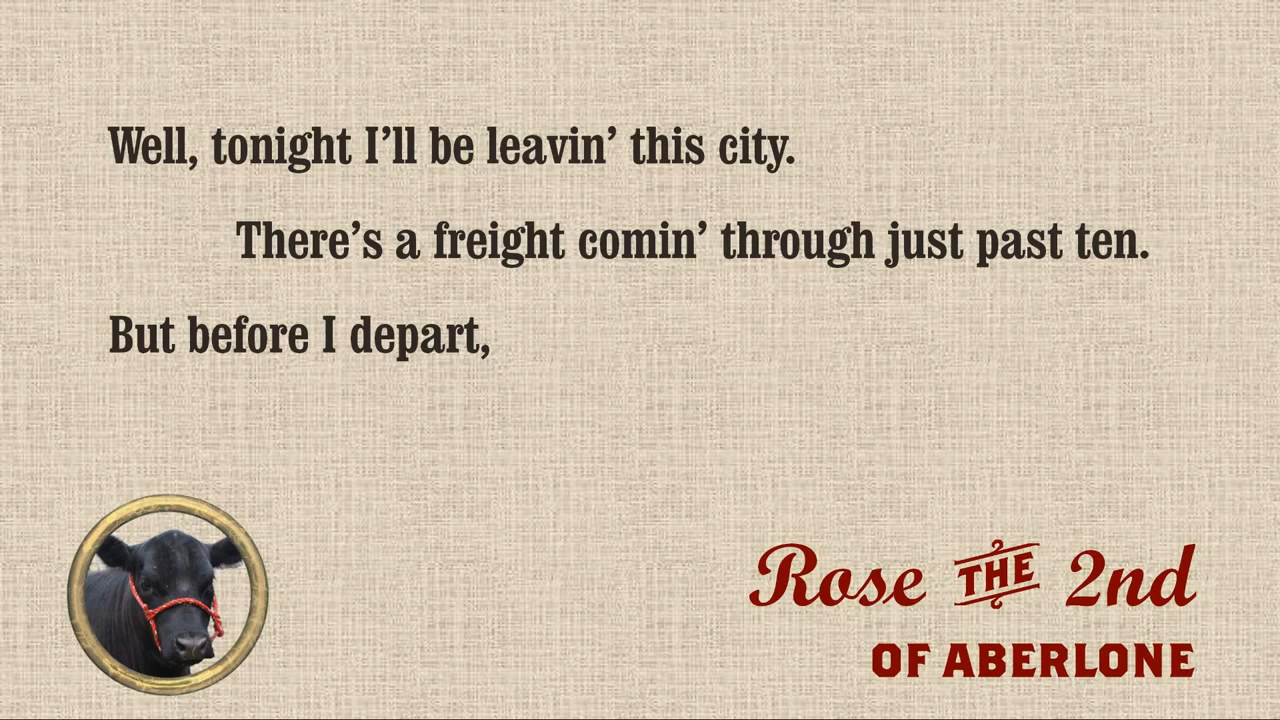 Well, tonight I’ll be leavin’ this city.
There’s a freight comin’ through just past ten.
But before I depart,
Rose THE 2nd
OF ABERLONE